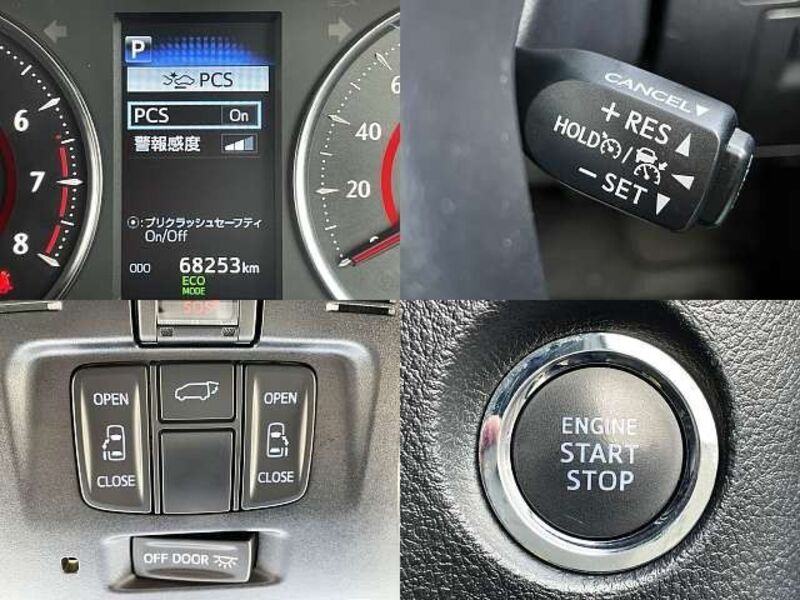 P
PCS
PCS On
警報感度
:プリクラッシュセーフティ
On/Off
ODO 68253km
ECO
MODE
6
7
8
6
40
20
CANCEL▼
+RES▲
HOLD / ◀
-SET▼
SOS
OPEN
CLOSE
OPEN
CLOSE
OFF DOOR
ENGINE
START
STOP